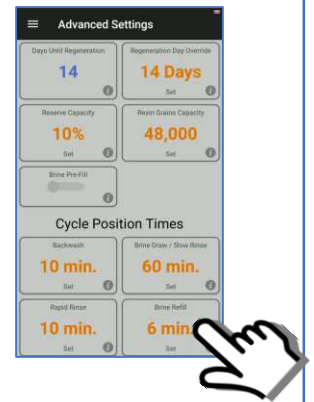 Advanced Settings
Days Until Regeneration
14
Regeneration Day Override
14 Days
Set
Reserve Capacity
10%
Set
Resin Grains Capacity
48,000
Set
Brine Pre-Fill
Cycle Position Times
Backwash
10 min.
Set
Brine Draw / Slow Rinse
60 min.
Set
Rapid Rinse
10 min.
Set
Brine Refill
6 min.
Set